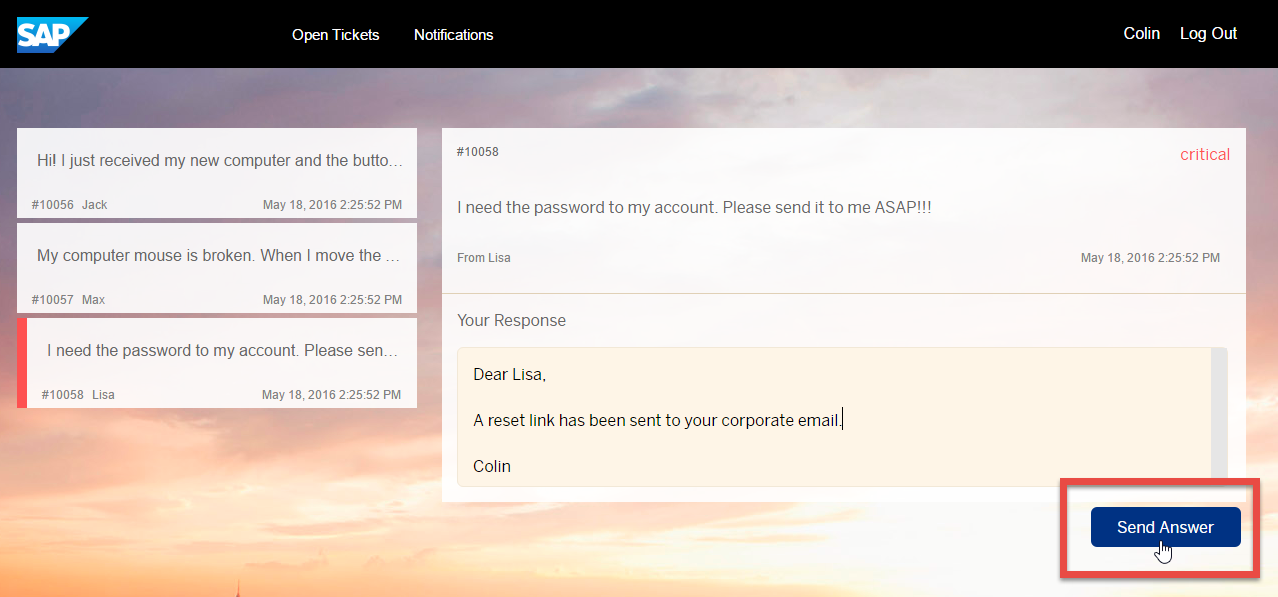 SAP
Open Tickets
Notifications
Colin
Log Out
Hi! I just received my new computer and the butto...
#10056 Jack
May 18, 2016 2:25:52 PM
My computer mouse is broken. When I move the ...
#10057 Max
May 18, 2016 2:25:52 PM
I need the password to my account. Please sen...
#10058 Lisa
May 18, 2016 2:25:52 PM
#10058
critical
I need the password to my account. Please send it to me ASAP!!!
From Lisa
May 18, 2016 2:25:52 PM
Your Response
Dear Lisa,
A reset link has been sent to your corporate email.
Colin
Send Answer